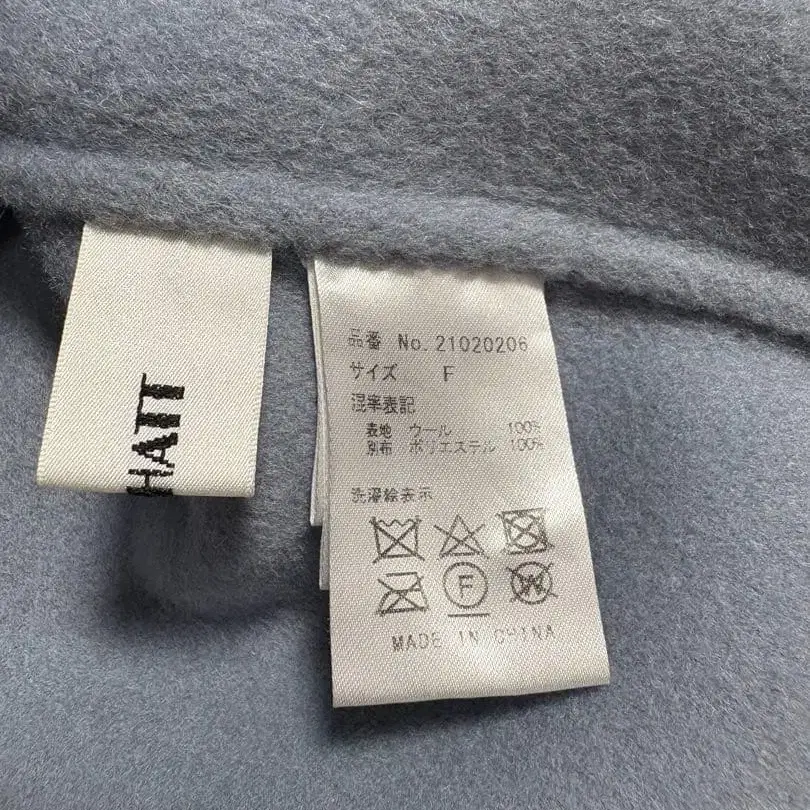 HATT
品番 No. 21020206
サイズ F
混率表記
表地 ウール 100%
別布 ポリエステル 100%
洗濯絵表示
F
W
MADE IN CHINA